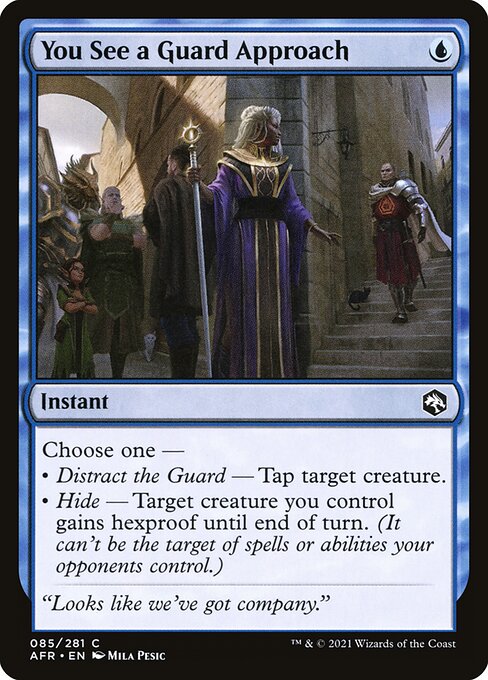 You See a Guard Approach
Instant
Choose one —
• Distract the Guard — Tap target creature.
• Hide — Target creature you control
gains hexproof until end of turn. (It
can't be the target of spells or abilities your
opponents control.)
"Looks like we've got company."
085/281 C
AFR • EN Mila Pesic
™ & © 2021 Wizards of the Coast